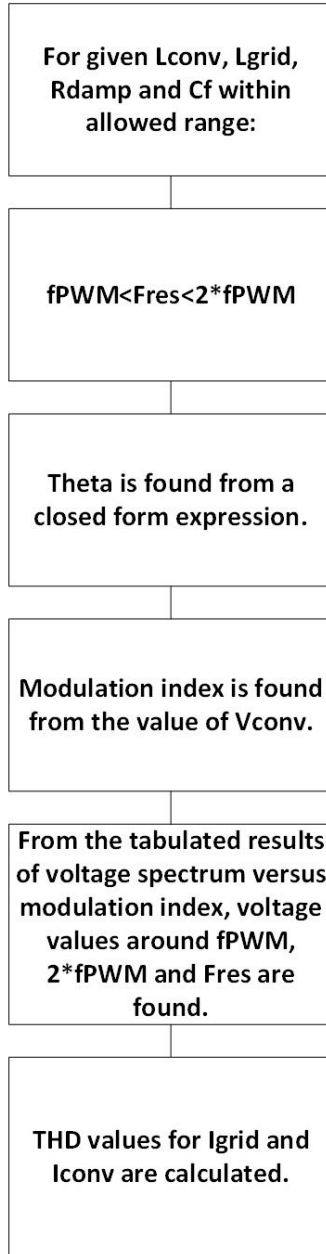 For given Lconv, Lgrid,
Rdamp and Cf within
allowed range:
fPWM<Fres<2*fPWM
Theta is found from a
closed form expression.
Modulation index is found
from the value of Vconv.
From the tabulated results
of voltage spectrum versus
modulation index, voltage
values around fPWM,
2*fPWM and Fres are
found.
THD values for Igrid and
Iconv are calculated.